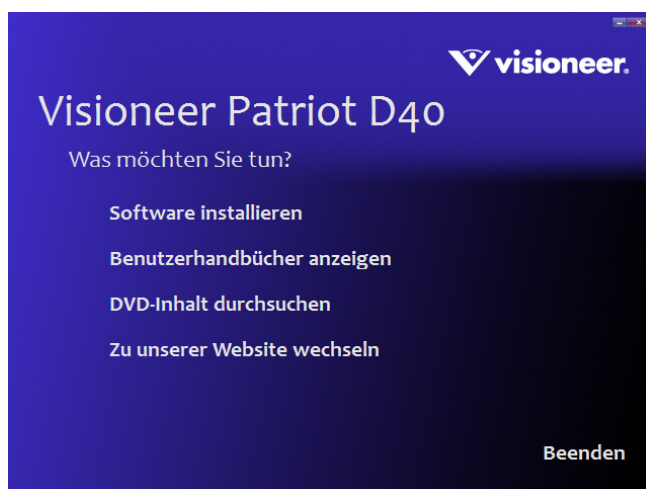 visioneer.
Visioneer Patriot D40
Was möchten Sie tun?
Software installieren
Benutzerhandbücher anzeigen
DVD-Inhalt durchsuchen
Zu unserer Website wechseln
Beenden